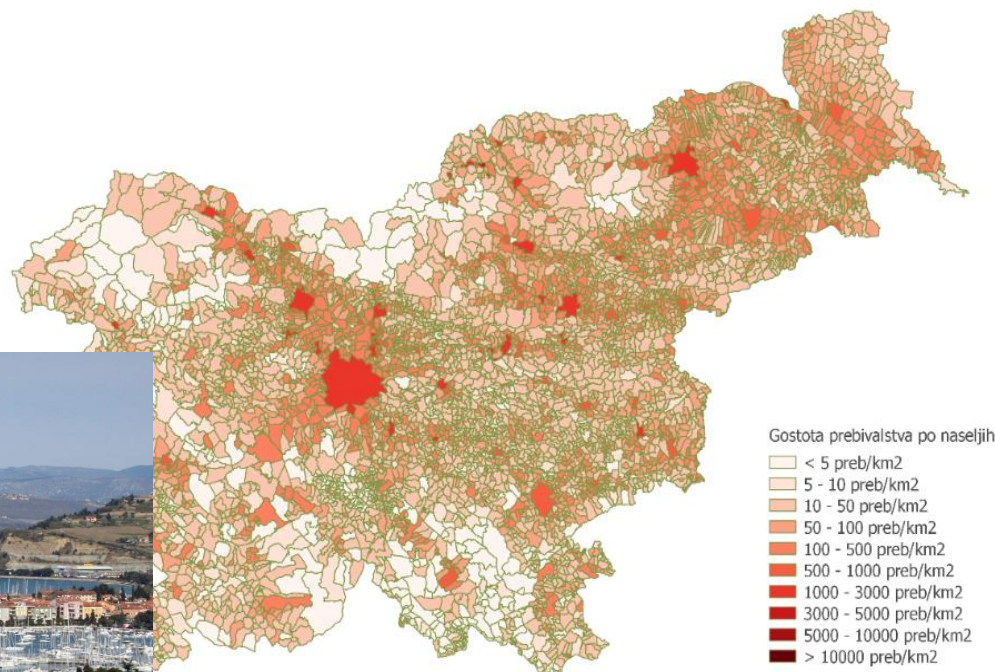 Gostota prebivalstva po naseljih
< 5 preb/km2
5 - 10 preb/km2
10 - 50 preb/km2
50 - 100 preb/km2
100 - 500 preb/km2
500 - 1000 preb/km2
1000 - 3000 preb/km2
3000 - 5000 preb/km2
5000 - 10000 preb/km2
> 10000 preb/km2